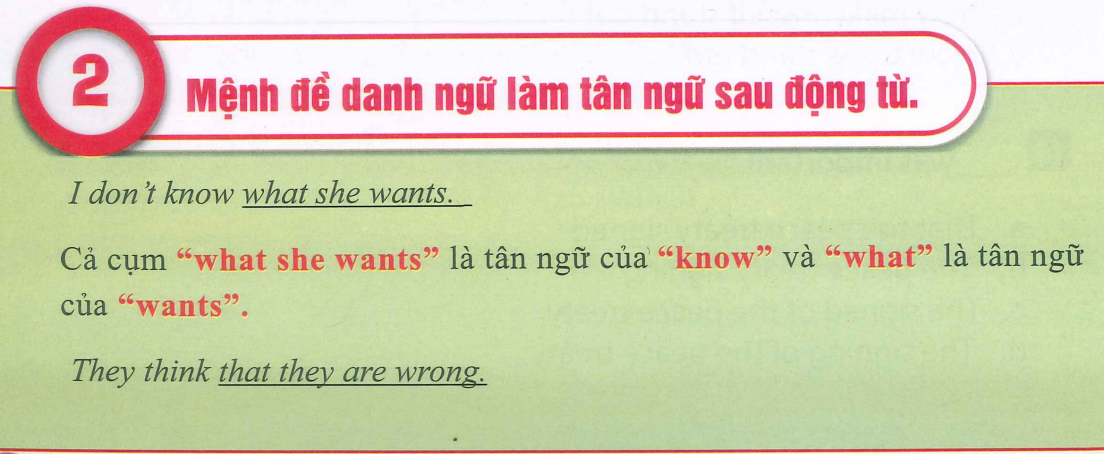 2
Mệnh đề danh ngữ làm tân ngữ sau động từ.
I don't know what she wants.
Cả cụm “what she wants” là tân ngữ của “know” và “what” là tân ngữ
của “wants”.
They think that they are wrong.